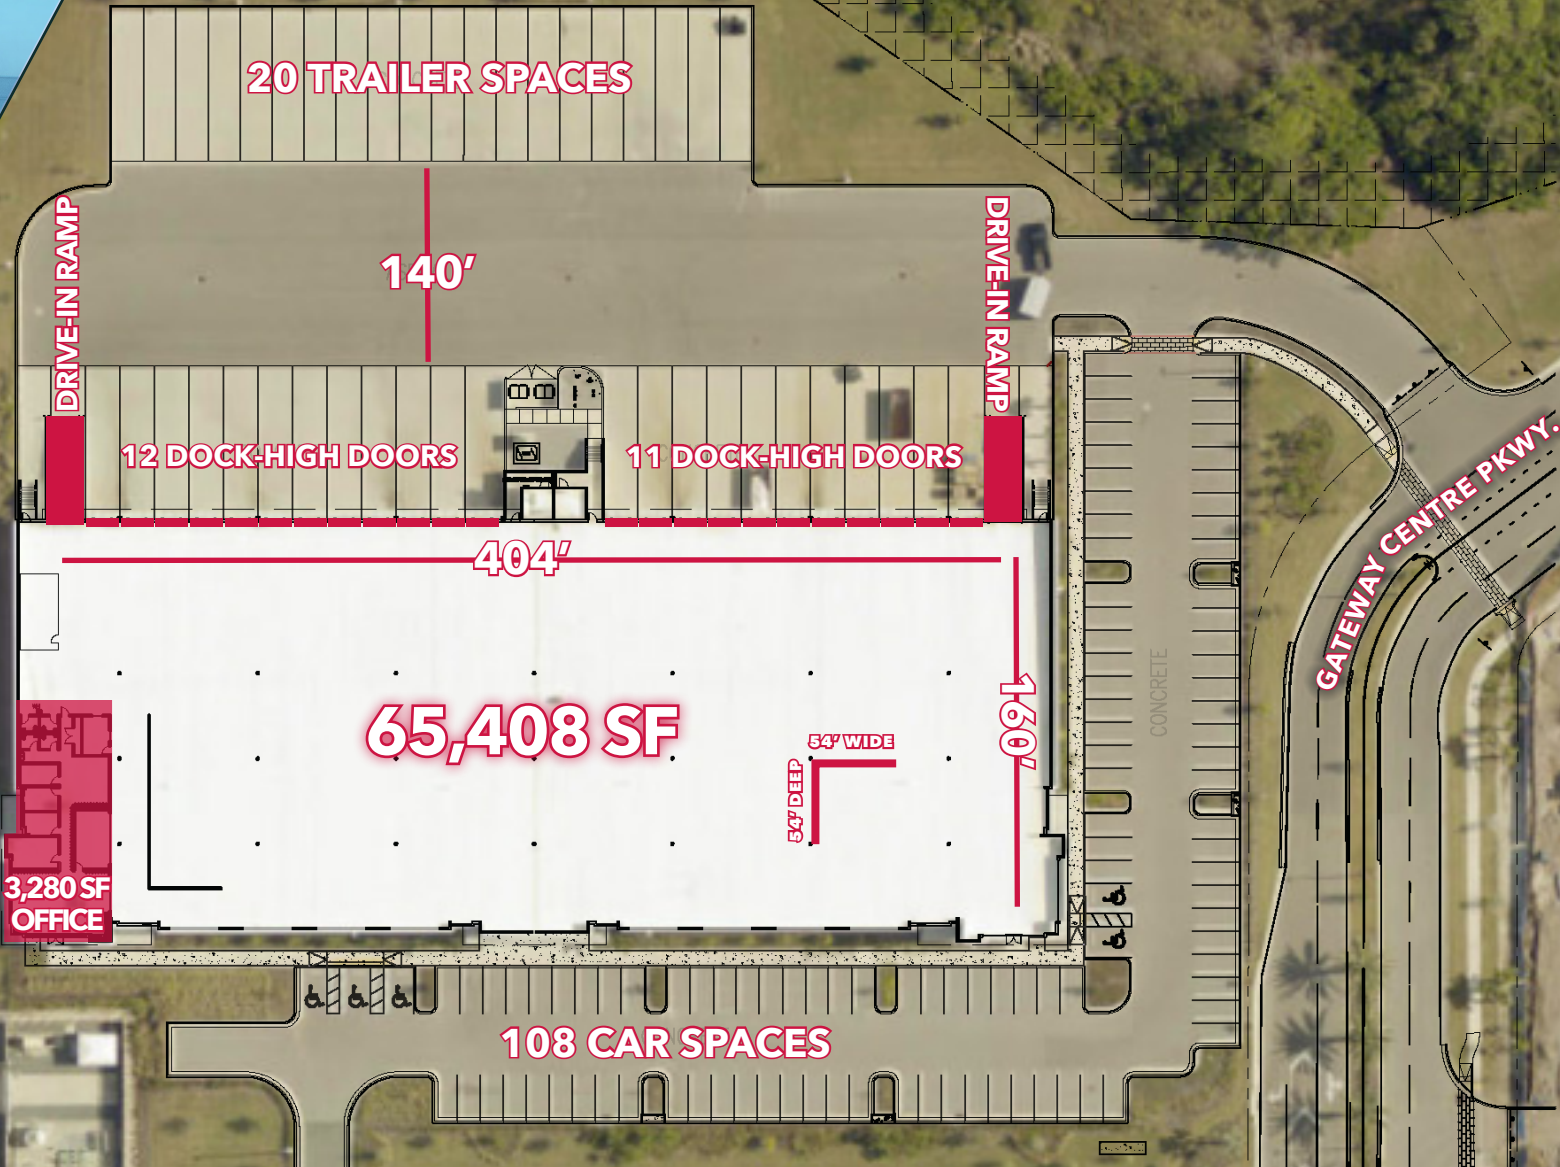 20 TRAILER SPACES
140’
DRIVE-IN RAMP
DRIVE-IN RAMP
12 DOCK-HIGH DOORS
11 DOCK-HIGH DOORS
404’
160’
65,408 SF
54’ WIDE
54’ DEEP
3,280 SF
OFFICE
CONCRETE
GATEWAY CENTRE PKWY.
108 CAR SPACES